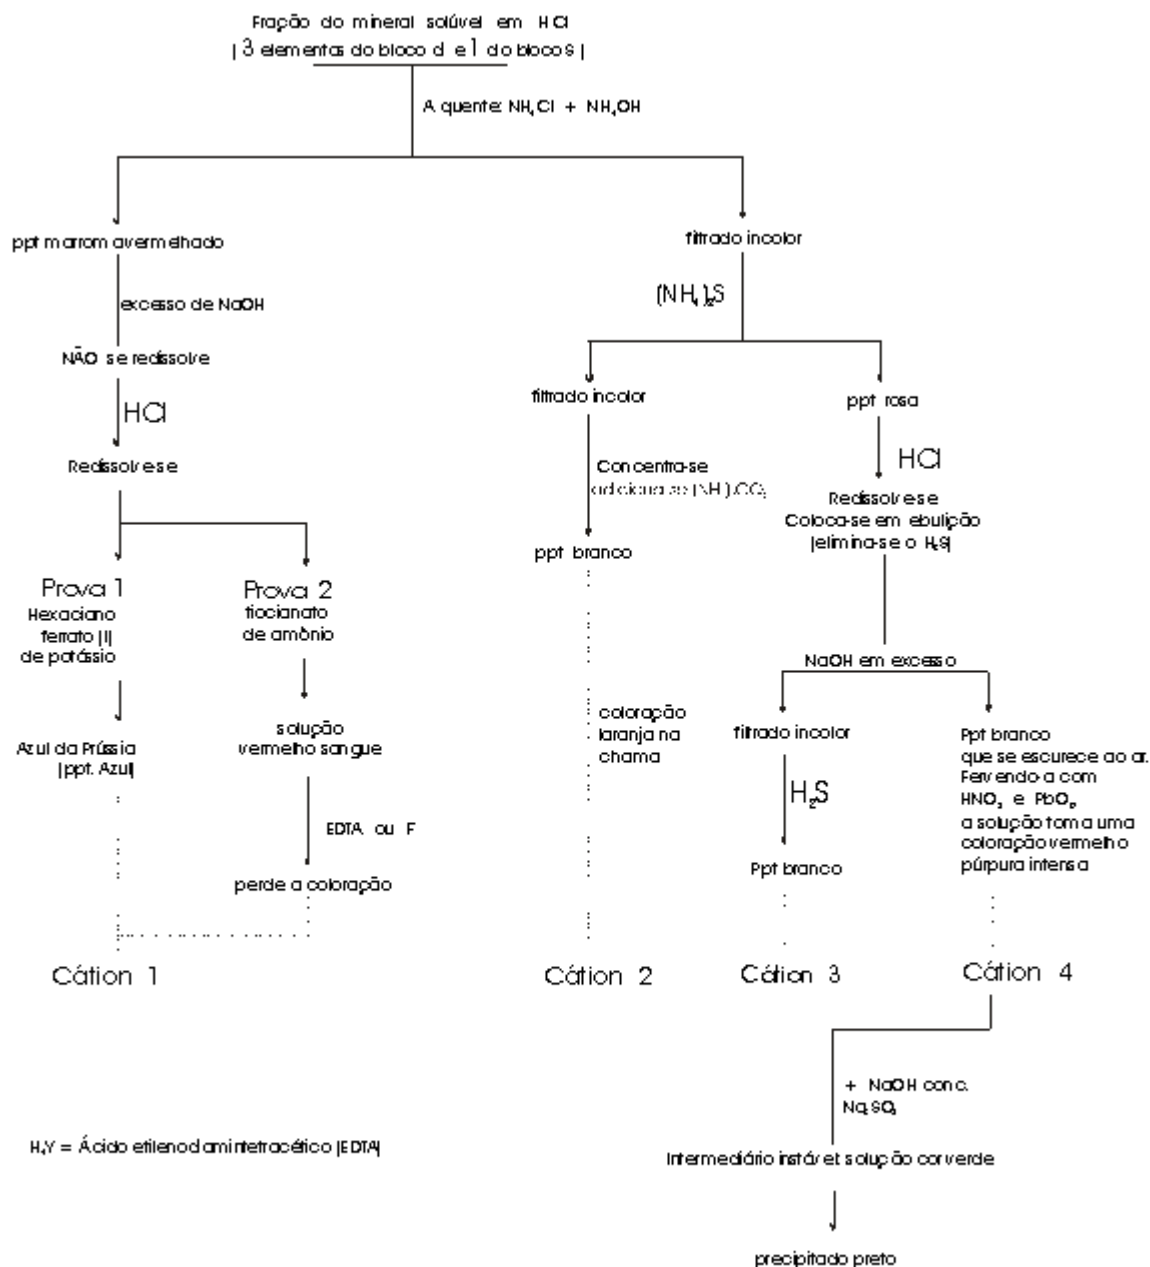 Fração do mineral solúvel em HCl
| 3 elementos do bloco d e 1 do bloco s |
A quente: NH₄Cl + NH₄OH
ppt marrom avermelhado
filtrado incolor
excesso de NaOH
(NH₄)₂S
NÃO se redissolve
filtrado incolor
ppt rosa
HCl
HCl
Redissolve-se
Concentra-se
adiciona-se (NH₄)₂CO₃
Redissolve-se
Coloca-se em ebulição
|elimina-se o H₂S|
ppt branco
Prova 1
Hexaciano
ferrato |I|
de potássio
Prova 2
tiocianato
de amônio
NaOH em excesso
Azul da Prússia
|ppt. Azul|
solução
vermelho sangue
coloração
laranja na
chama
filtrado incolor
Ppt branco
que se escurece ao ar.
Fervendo-a com
HNO₃ e PbO₂,
a solução toma uma
coloração vermelho
púrpura intensa
H₂S
EDTA ou F
perde a coloração
Ppt branco
Cátion 1
Cátion 2
Cátion 3
Cátion 4
+ NaOH conc.
Na₂SO₃
H₄Y = Ácido etilenodamintetracético |EDTA|
Intermediário instável: solução cor verde
precipitado preto